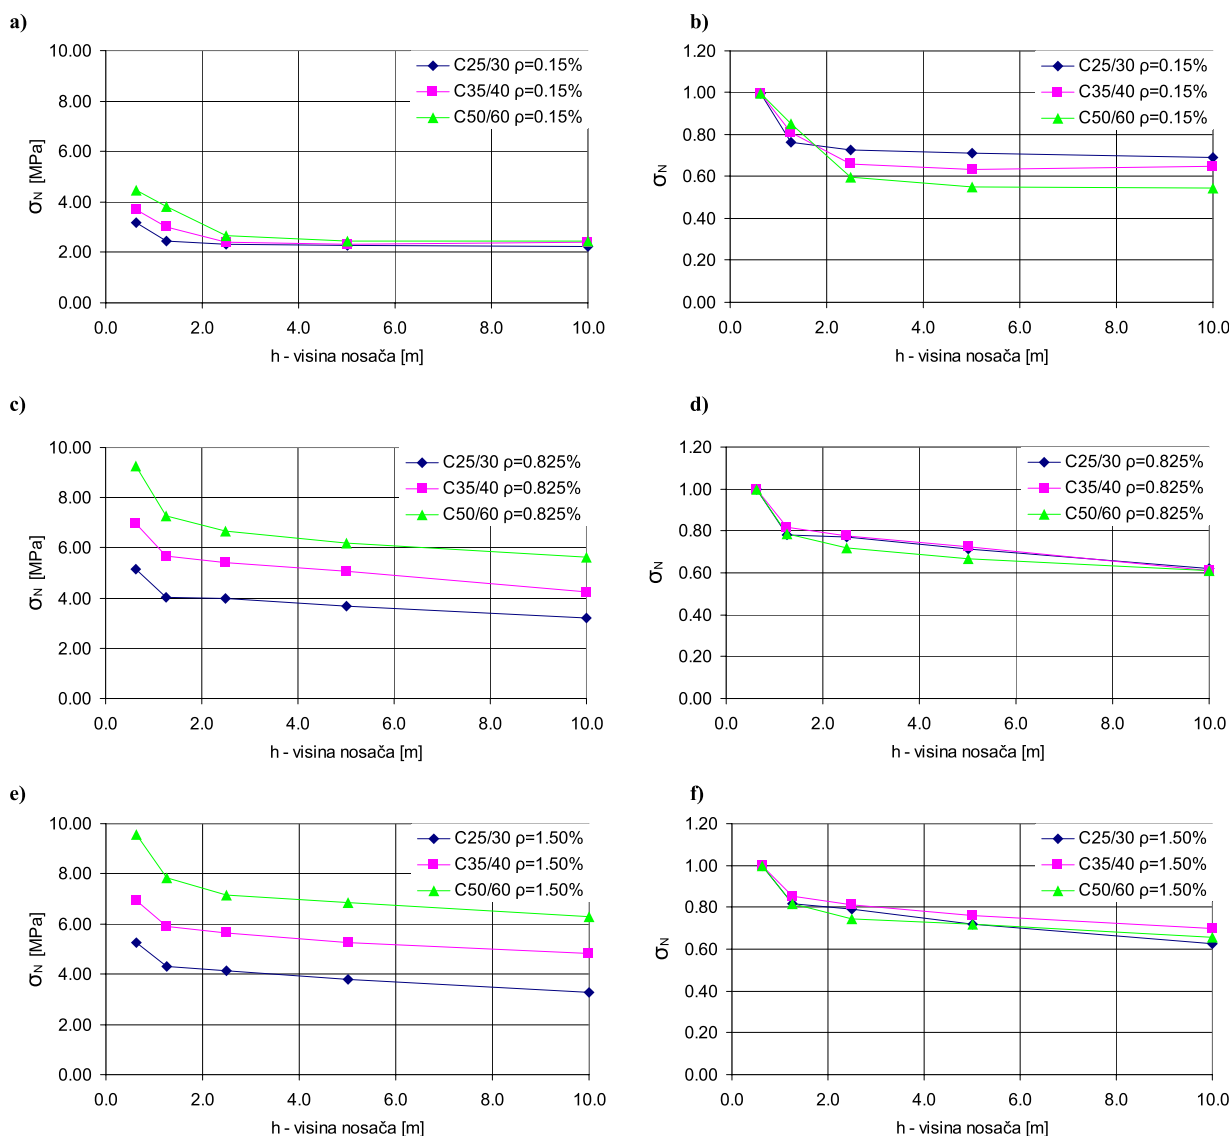 a)
10.00
8.00
6.00
4.00
2.00
0.00
σN [MPa]
C25/30 ρ=0.15%
C35/40 ρ=0.15%
C50/60 ρ=0.15%
0.0 2.0 4.0 6.0 8.0 10.0
h - visina nosača [m]
b)
1.20
1.00
0.80
0.60
0.40
0.20
0.00
σN
C25/30 ρ=0.15%
C35/40 ρ=0.15%
C50/60 ρ=0.15%
0.0 2.0 4.0 6.0 8.0 10.0
h - visina nosača [m]
c)
10.00
8.00
6.00
4.00
2.00
0.00
σN [MPa]
C25/30 ρ=0.825%
C35/40 ρ=0.825%
C50/60 ρ=0.825%
0.0 2.0 4.0 6.0 8.0 10.0
h - visina nosača [m]
d)
1.20
1.00
0.80
0.60
0.40
0.20
0.00
σN
C25/30 ρ=0.825%
C35/40 ρ=0.825%
C50/60 ρ=0.825%
0.0 2.0 4.0 6.0 8.0 10.0
h - visina nosača [m]
e)
10.00
8.00
6.00
4.00
2.00
0.00
σN [MPa]
C25/30 ρ=1.50%
C35/40 ρ=1.50%
C50/60 ρ=1.50%
0.0 2.0 4.0 6.0 8.0 10.0
h - visina nosača [m]
f)
1.20
1.00
0.80
0.60
0.40
0.20
0.00
σN
C25/30 ρ=1.50%
C35/40 ρ=1.50%
C50/60 ρ=1.50%
0.0 2.0 4.0 6.0 8.0 10.0
h - visina nosača [m]